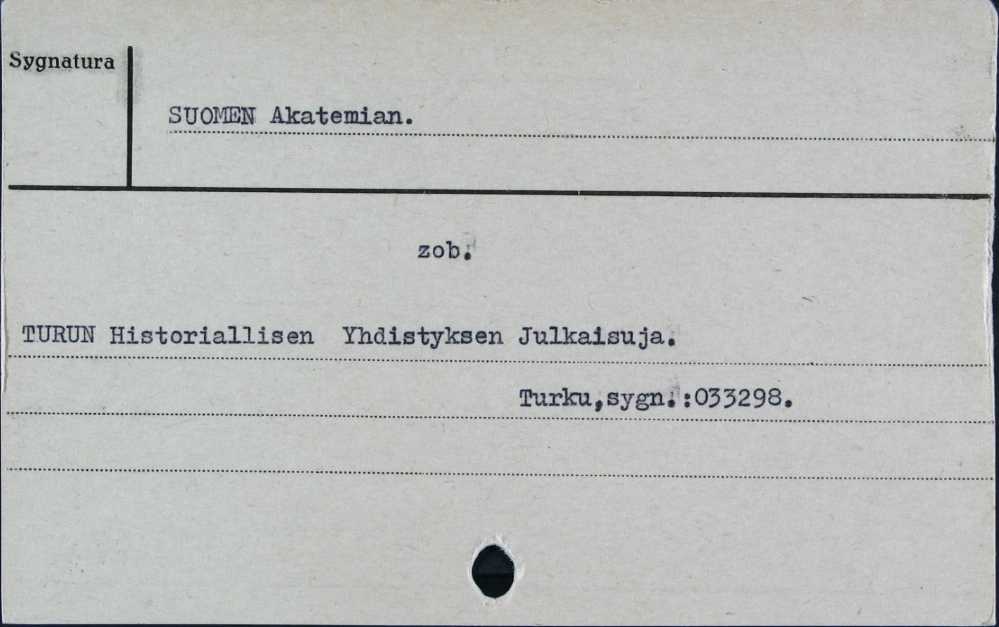 Sygnatura
SUOMEN Akatemian.
zob.
TURUN Historiallisen Yhdistyksen Julkaisuja.
Turku,sygn.:033298.